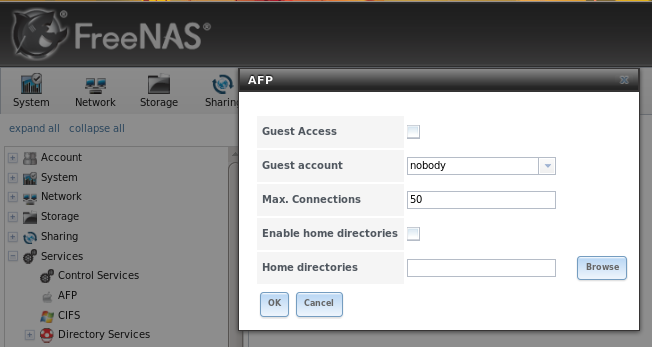 FreeNAS®
System
Network
Storage
Sharin
expand all collapse all
Account
System
Network
Storage
Sharing
Services
Control Services
AFP
CIFS
Directory Services
AFP
Guest Access
Guest account nobody
Max. Connections 50
Enable home directories
Home directories Browse
OK Cancel